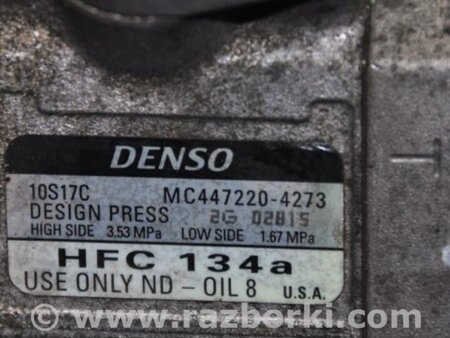 DENSO
10S17C MC447220-4273
DESIGN PRESS 2G 02815
HIGH SIDE 3.53 MPa LOW SIDE 1.67 MPa
HFC 134a
USE ONLY ND-OIL 8 U.S.A.
© www.razborki.com